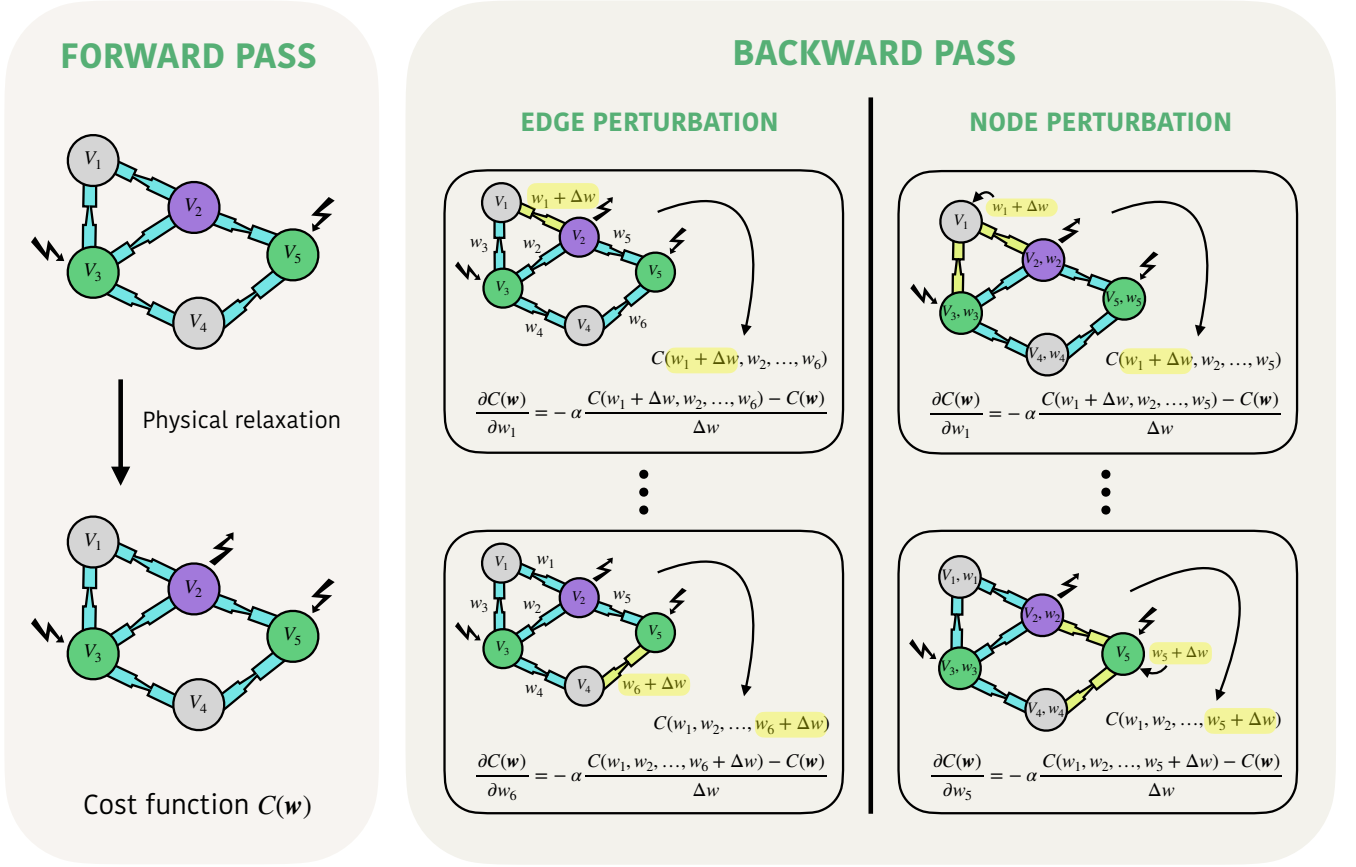 FORWARD PASS
V₁
V₂
V₃
V₅
V₄
Physical relaxation
V₁
V₂
V₃
V₅
V₄
Cost function C(w)
BACKWARD PASS
EDGE PERTURBATION
V₁
w₁ + Δw
V₂
w₃
w₂
w₅
V₃
V₅
w₄
V₄
w₆
C(w₁ + Δw, w₂, …, w₆)
∂C(w)/∂w₁ = − α (C(w₁ + Δw, w₂, …, w₆) − C(w))/Δw
V₁
w₁
V₂
w₃
w₂
w₅
V₃
V₅
w₄
V₄
w₆ + Δw
C(w₁, w₂, …, w₆ + Δw)
∂C(w)/∂w₆ = − α (C(w₁, w₂, …, w₆ + Δw) − C(w))/Δw
NODE PERTURBATION
V₁
w₁ + Δw
V₂, w₂
V₃, w₃
V₅, w₅
V₄, w₄
C(w₁ + Δw, w₂, …, w₅)
∂C(w)/∂w₁ = − α (C(w₁ + Δw, w₂, …, w₅) − C(w))/Δw
V₁, w₁
V₂, w₂
V₃, w₃
V₅
w₅ + Δw
V₄, w₄
C(w₁, w₂, …, w₅ + Δw)
∂C(w)/∂w₅ = − α (C(w₁, w₂, …, w₅ + Δw) − C(w))/Δw